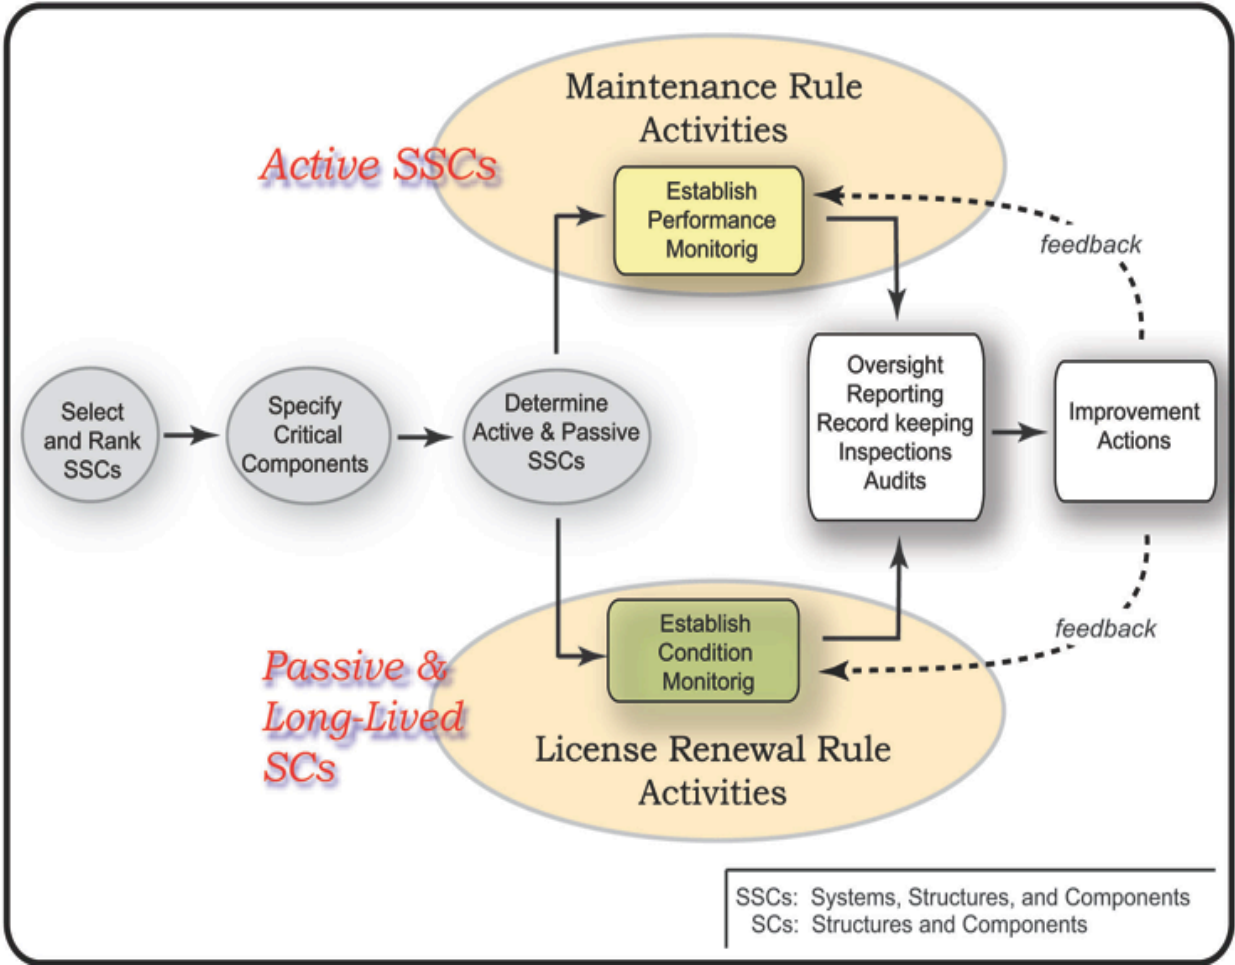 Maintenance Rule
Activities
Active SSCs
Establish
Performance
Monitorig
feedback
Select
and Rank
SSCs
Specify
Critical
Components
Determine
Active & Passive
SSCs
Oversight
Reporting
Record keeping
Inspections
Audits
Improvement
Actions
Passive &
Long-Lived
SCs
Establish
Condition
Monitorig
feedback
License Renewal Rule
Activities
SSCs: Systems, Structures, and Components
SCs: Structures and Components